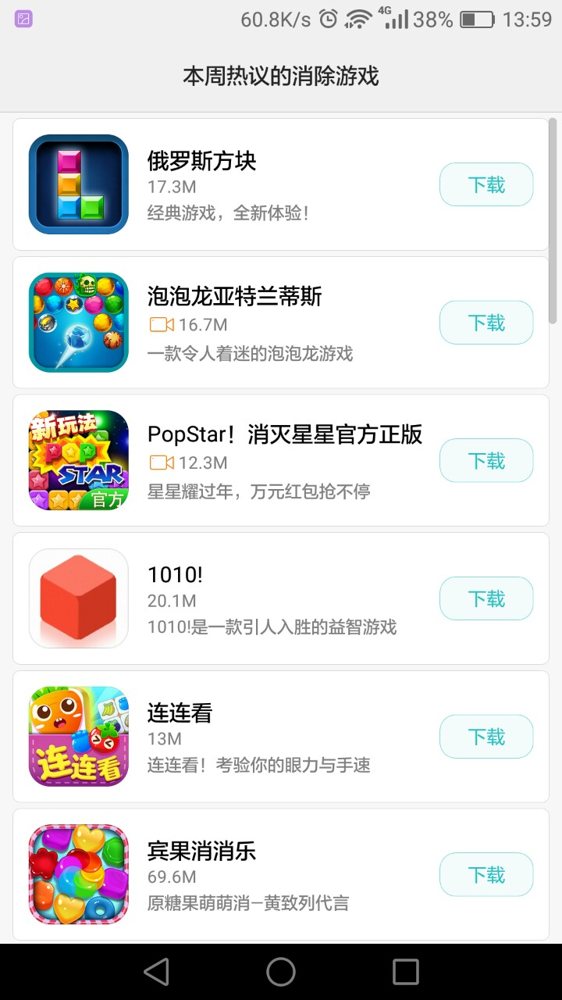 60.8K/s 4G 38% 13:59
本周热议的消除游戏
俄罗斯方块
17.3M
经典游戏，全新体验！
下载
泡泡龙亚特兰蒂斯
16.7M
一款令人着迷的泡泡龙游戏
下载
新玩法
POP
STAR
官方
PopStar！消灭星星官方正版
12.3M
星星耀过年，万元红包抢不停
下载
1010!
20.1M
1010!是一款引人入胜的益智游戏
下载
连连看
连连看
13M
连连看！考验你的眼力与手速
下载
宾果消消乐
69.6M
原糖果萌萌消—黄致列代言
下载